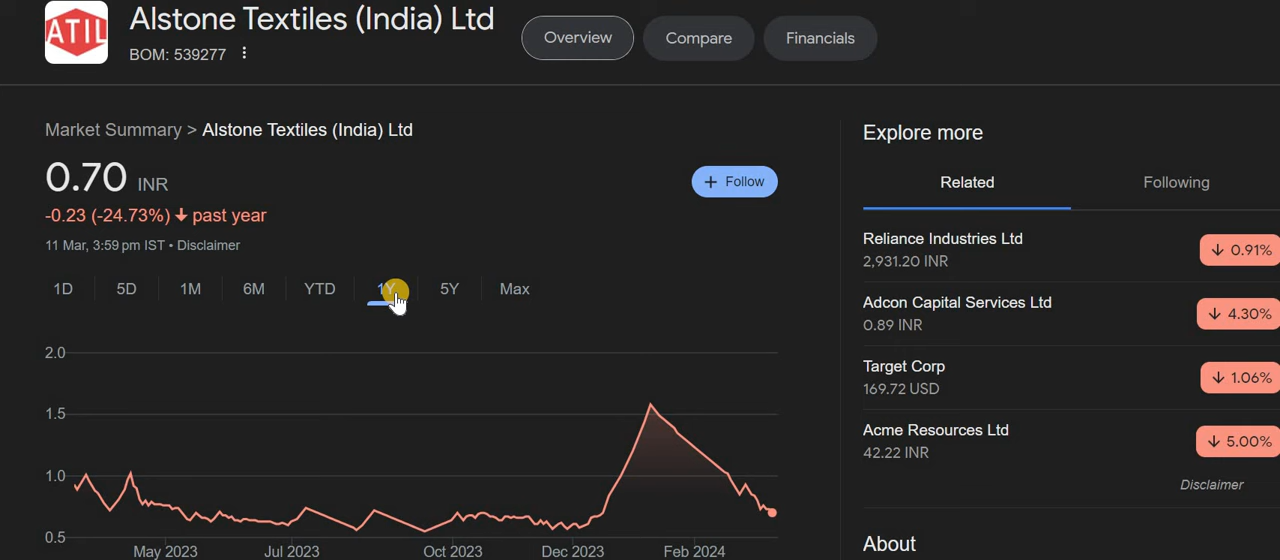 ATIL
Alstone Textiles (India) Ltd
BOM: 539277
Overview
Compare
Financials
Market Summary > Alstone Textiles (India) Ltd
0.70 INR
-0.23 (-24.73%) ↓ past year
11 Mar, 3:59 pm IST • Disclaimer
+ Follow
1D 5D 1M 6M YTD 1Y 5Y Max
2.0
1.5
1.0
0.5
May 2023 Jul 2023 Oct 2023 Dec 2023 Feb 2024
Explore more
Related Following
Reliance Industries Ltd
2,931.20 INR
↓ 0.91%
Adcon Capital Services Ltd
0.89 INR
↓ 4.30%
Target Corp
169.72 USD
↓ 1.06%
Acme Resources Ltd
42.22 INR
↓ 5.00%
Disclaimer
About